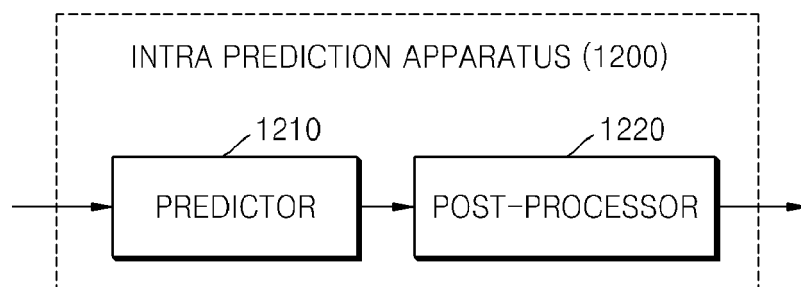 INTRA PREDICTION APPARATUS (1200)
1210
1220
PREDICTOR
POST-PROCESSOR